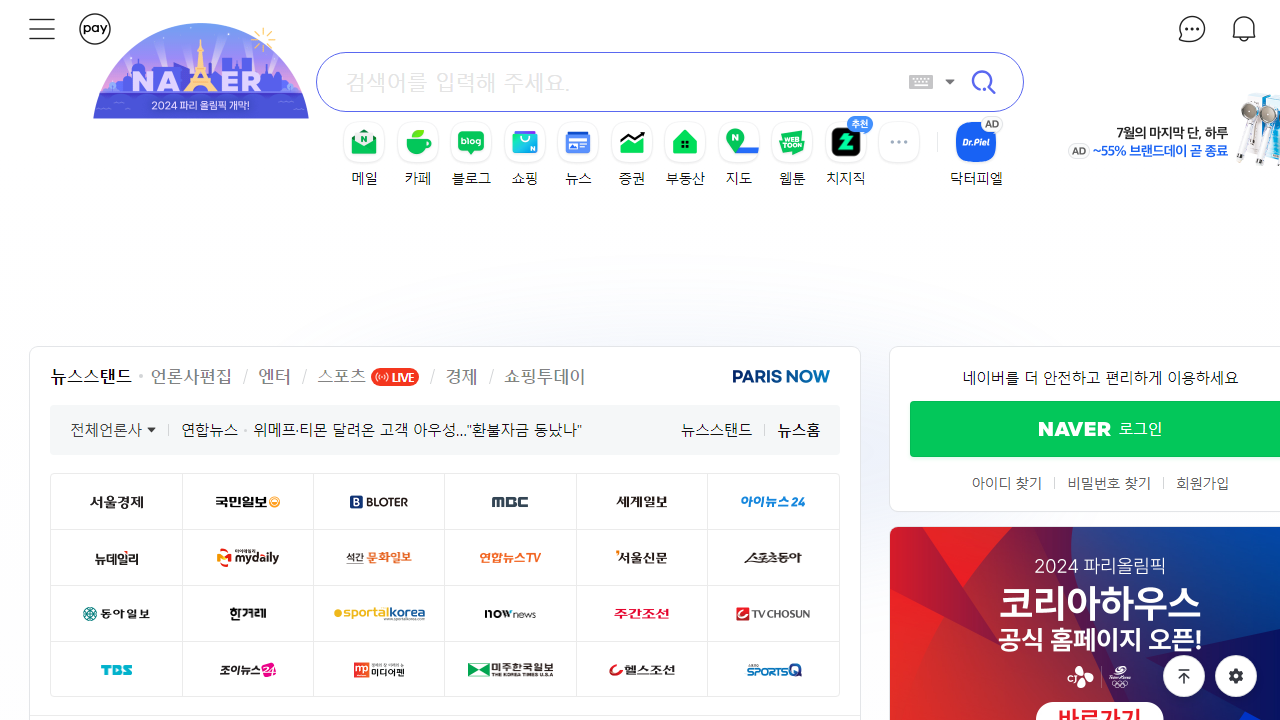 pay
NAVER
2024 파리 올림픽 개막!
검색어를 입력해 주세요.
메일
카페
blog
블로그
N
쇼핑
뉴스
증권
부동산
지도
WEB TOON
웹툰
추천
치지직
AD
Dr.Piel
닥터피엘
7월의 마지막 단, 하루
AD ~55% 브랜드데이 곧 종료
뉴스스탠드 언론사편집 엔터 스포츠 LIVE 경제 쇼핑투데이
PARIS NOW
전체언론사 연합뉴스 위메프·티몬 달려온 고객 아우성…"환불자금 동났나" 뉴스스탠드 뉴스홈
서울경제 국민일보 BLOTER MBC 세계일보 아이뉴스24
뉴데일리 마이데일리 mydaily 석간 문화일보 연합뉴스TV 서울신문 스포츠동아
동아일보 한겨레 sportalkorea www.sportalkorea.com nownews 주간조선 TV CHOSUN
TBS 조이뉴스24 mp 미디어펜 미주한국일보 THE KOREA TIMES U.S.A 헬스조선 SPORTSQ
네이버를 더 안전하고 편리하게 이용하세요
NAVER 로그인
아이디 찾기 비밀번호 찾기 회원가입
2024 파리올림픽
코리아하우스
공식 홈페이지 오픈!
CJ Team Korea
바로가기